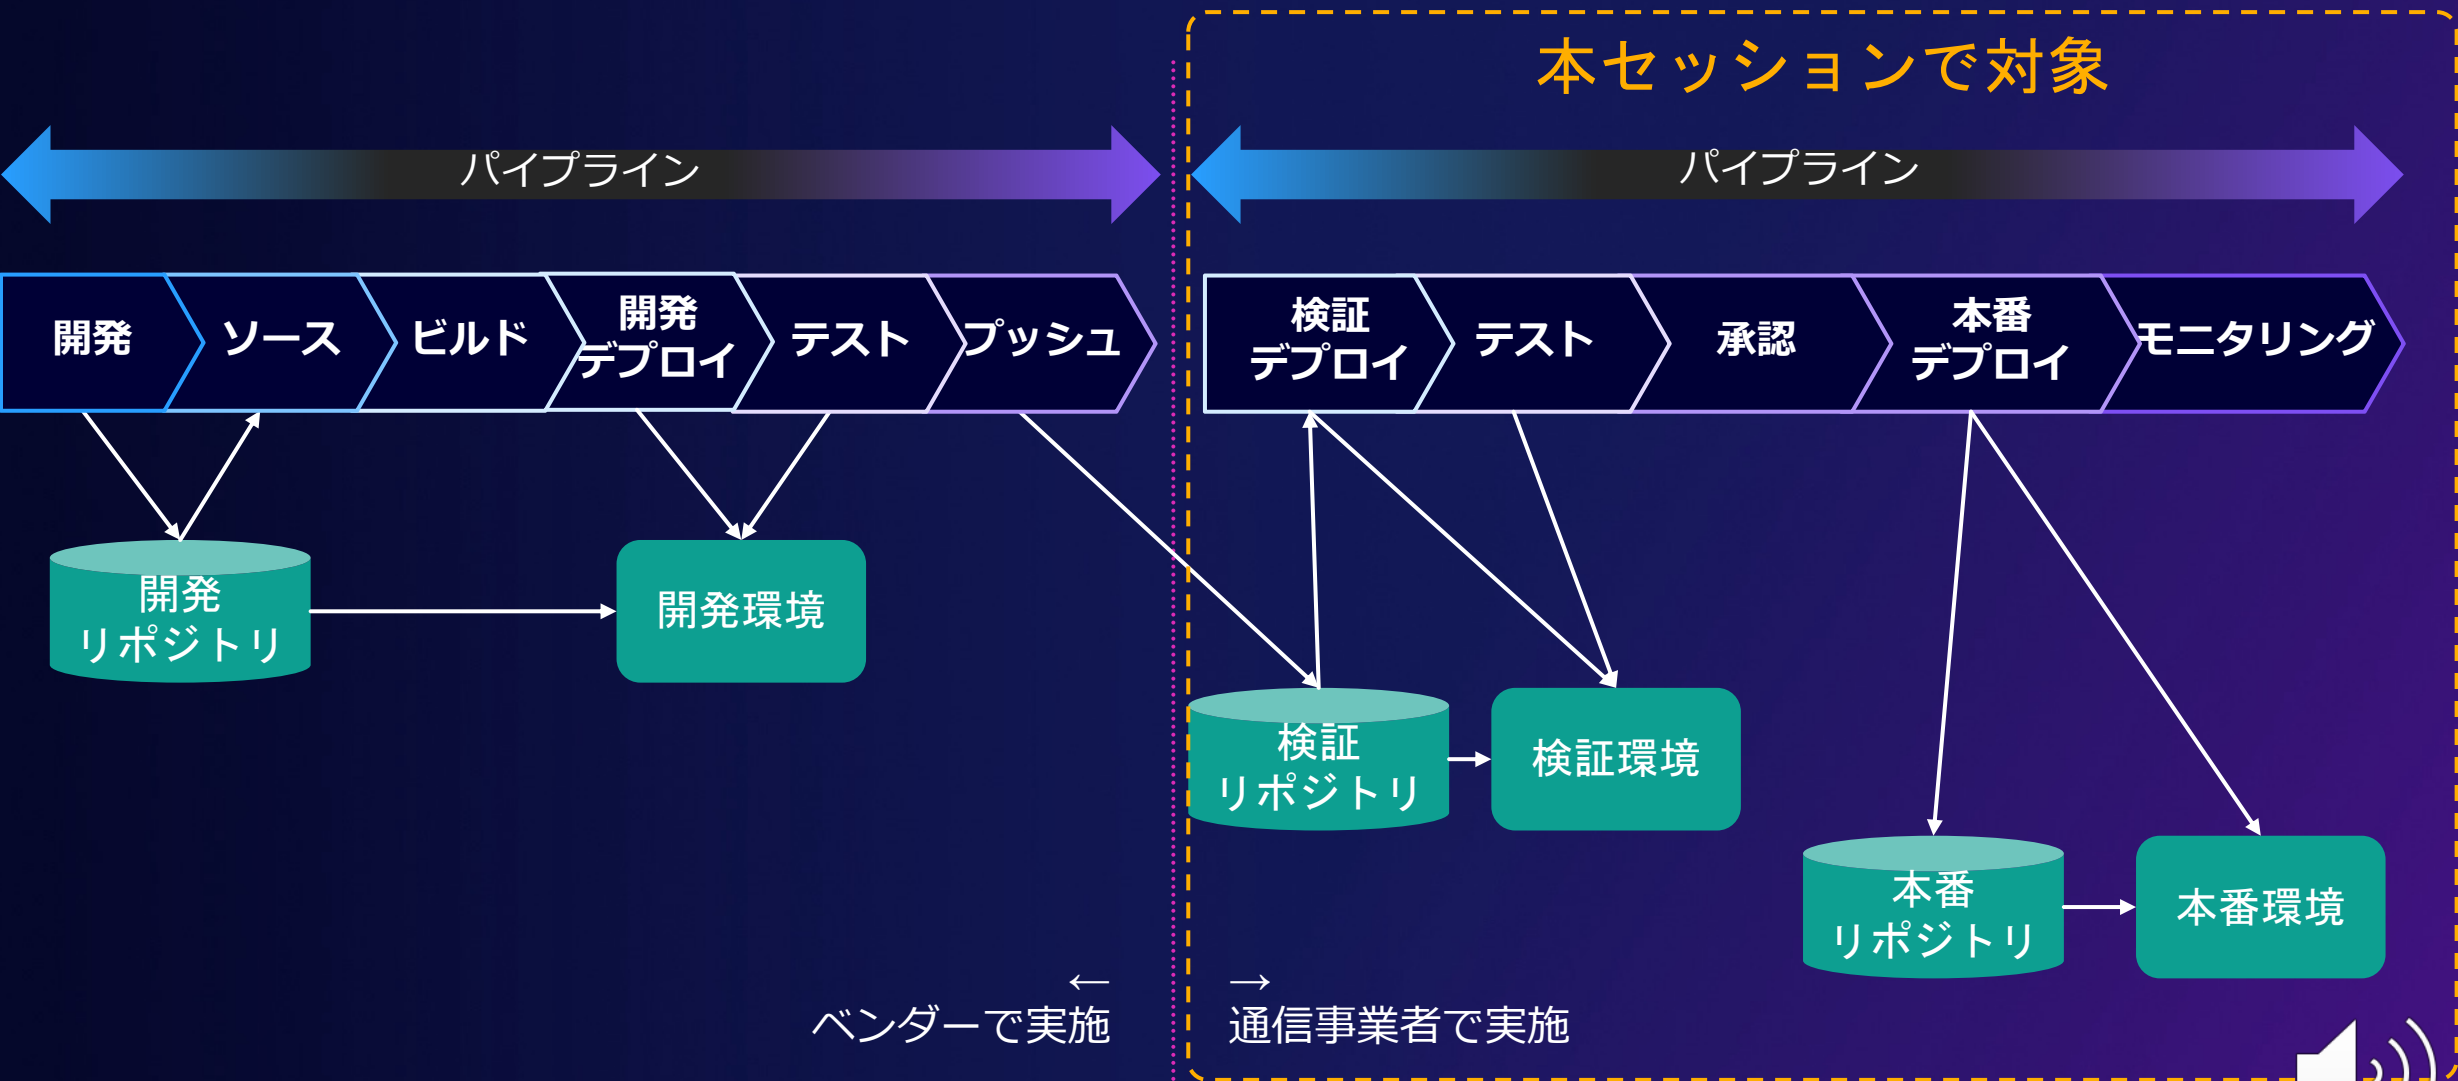 本セッションで対象
パイプライン
パイプライン
開発
ソース
ビルド
開発
デプロイ
テスト
プッシュ
検証
デプロイ
テスト
承認
本番
デプロイ
モニタリング
開発
リポジトリ
開発環境
検証
リポジトリ
検証環境
本番
リポジトリ
本番環境
←
ベンダーで実施
→
通信事業者で実施